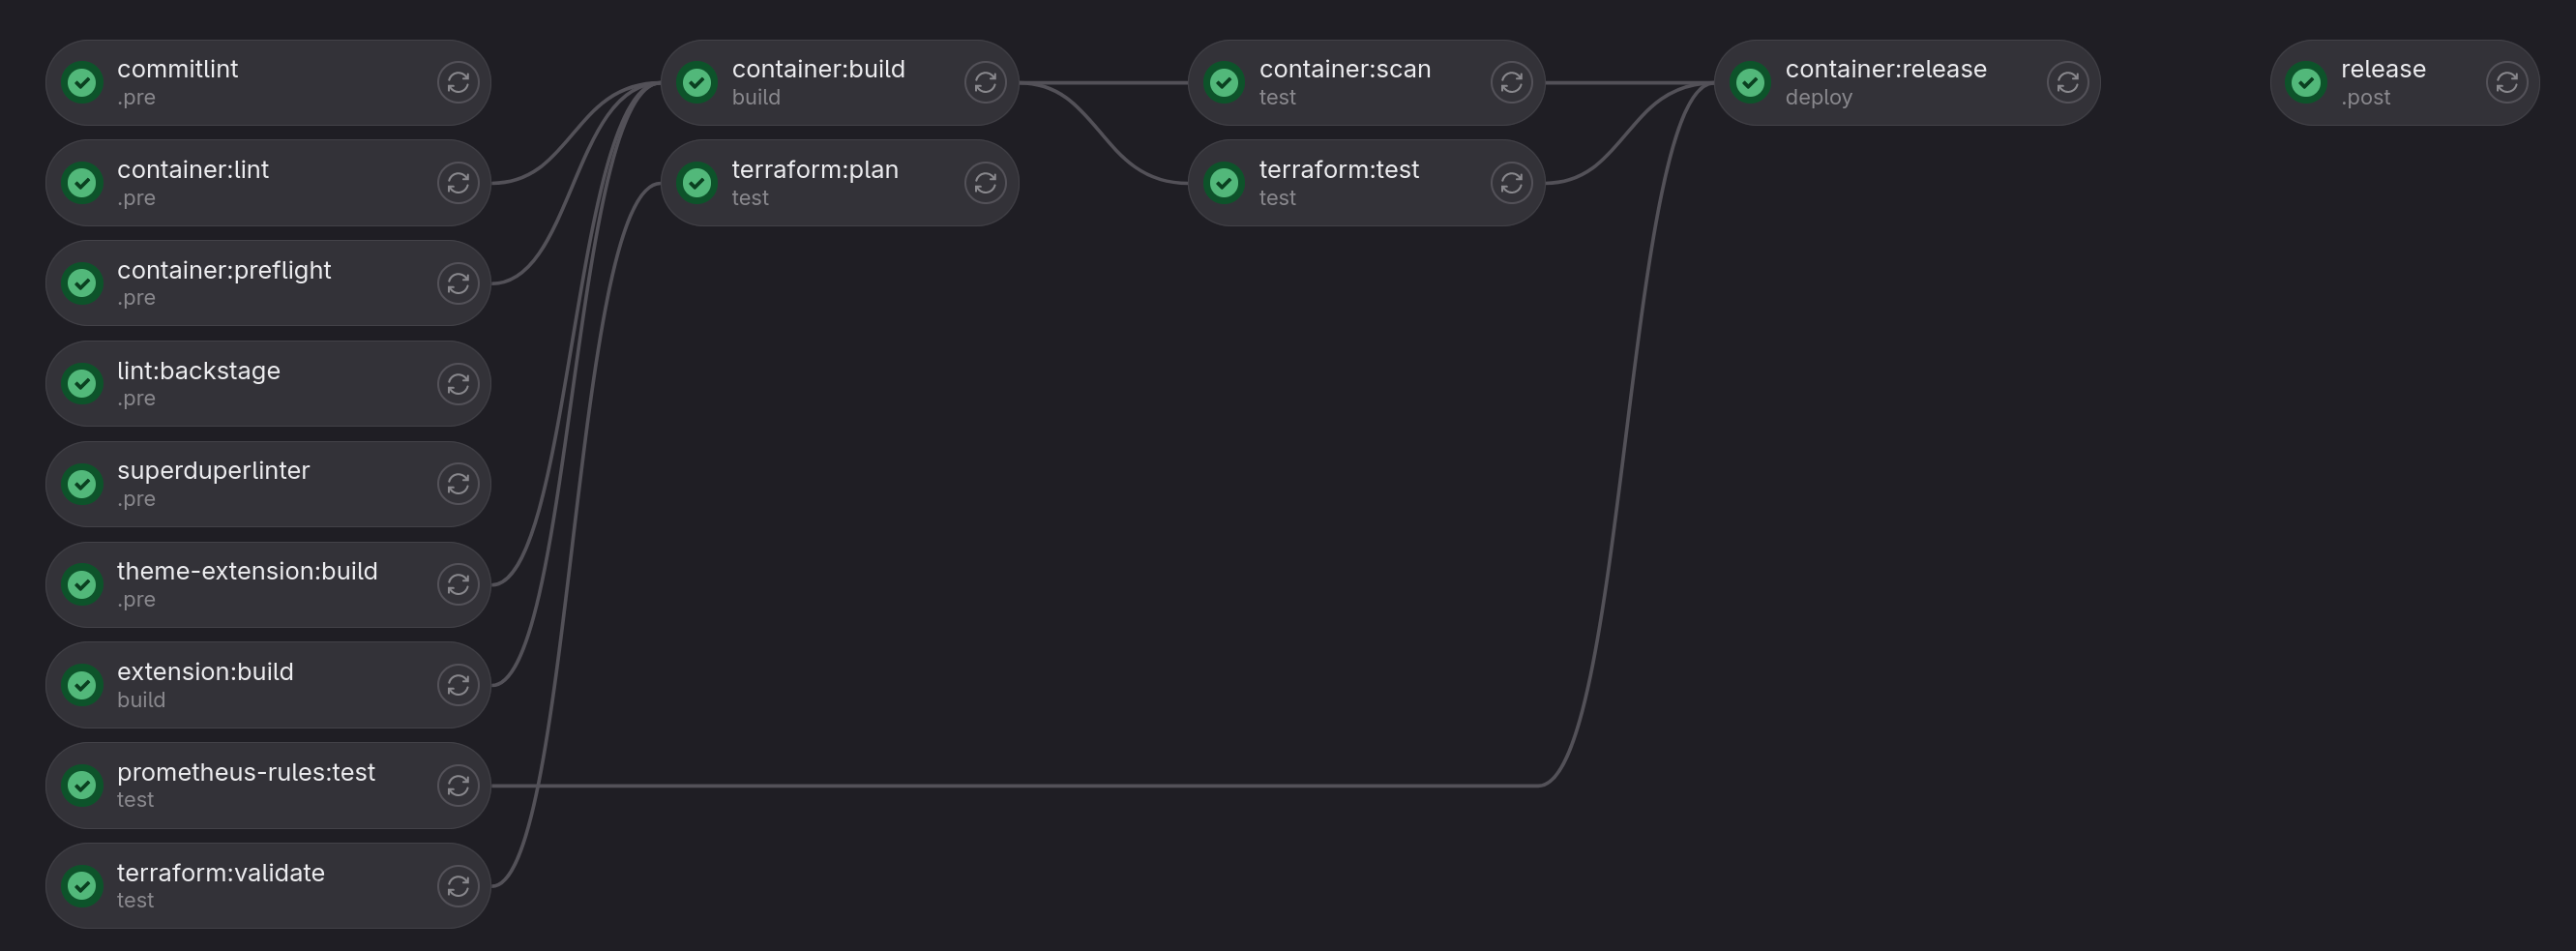 commitlint
.pre
container:lint
.pre
container:preflight
.pre
lint:backstage
.pre
superduperlinter
.pre
theme-extension:build
.pre
extension:build
build
prometheus-rules:test
test
terraform:validate
test
container:build
build
terraform:plan
test
container:scan
test
terraform:test
test
container:release
deploy
release
.post